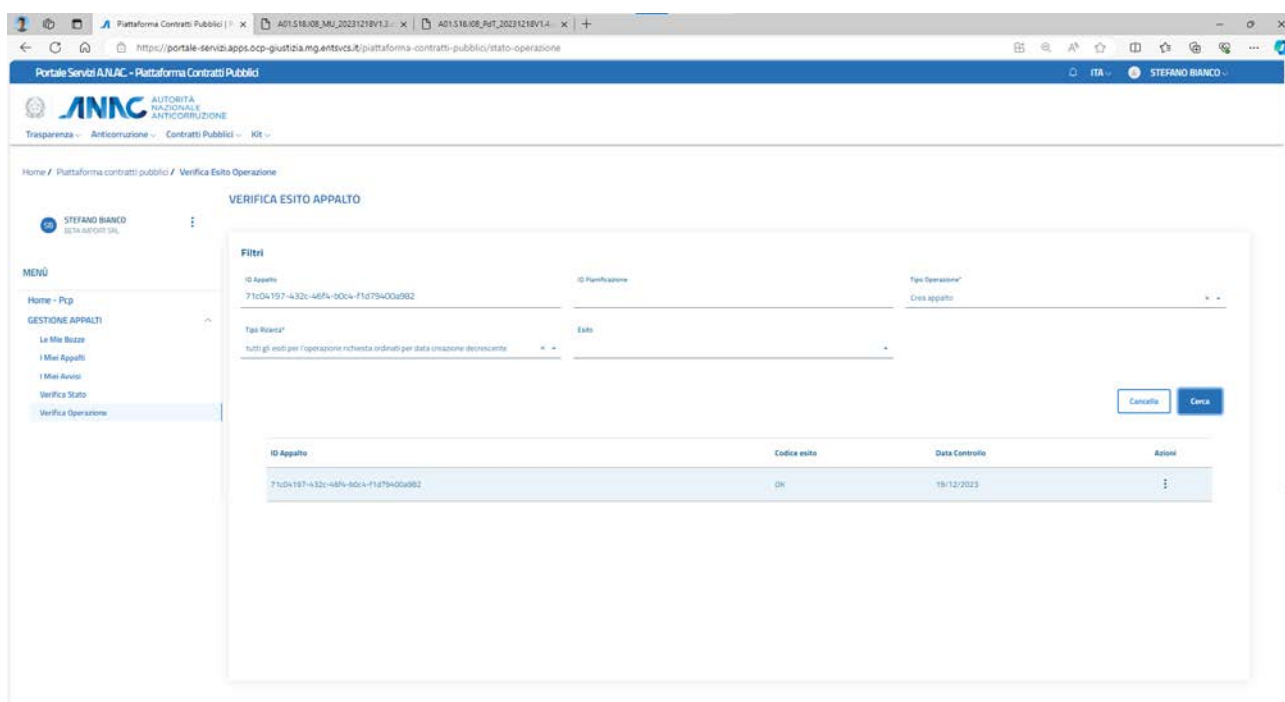 Piattaforma Contratti Pubblici | P
A01.S18.I08_MU_20231218V1.3
A01.S18.I08_PdT_20231218V1.4
https://portale-servizi.apps.ocp-giustizia.mg.entsvcs.it/piattaforma-contratti-pubblici/stato-operazione
Portale Servizi A.N.AC. - Piattaforma Contratti Pubblici
ITA
STEFANO BIANCO
ANAC
AUTORITÀ
NAZIONALE
ANTICORRUZIONE
Trasparenza Anticorruzione Contratti Pubblici Kit
Home / Piattaforma contratti pubblici / Verifica Esito Operazione
VERIFICA ESITO APPALTO
SB STEFANO BIANCO
BETA IMPORT SRL
Filtri
MENÙ
ID Appalto ID Pianificazione Tipo Operazione*
71c04197-432c-46f4-b0c4-f1d79400a982 Crea appalto
Home - Pcp
GESTIONE APPALTI
Tipo Ricerca* Esito
Le Mie Bozze
tutti gli esiti per l'operazione richiesta ordinati per data creazione decrescente
I Miei Appalti
I Miei Avvisi
Verifica Stato
Verifica Operazione
Cancella Cerca
ID Appalto Codice esito Data Controllo Azioni
71c04197-432c-46f4-b0c4-f1d79400a982 OK 19/12/2023